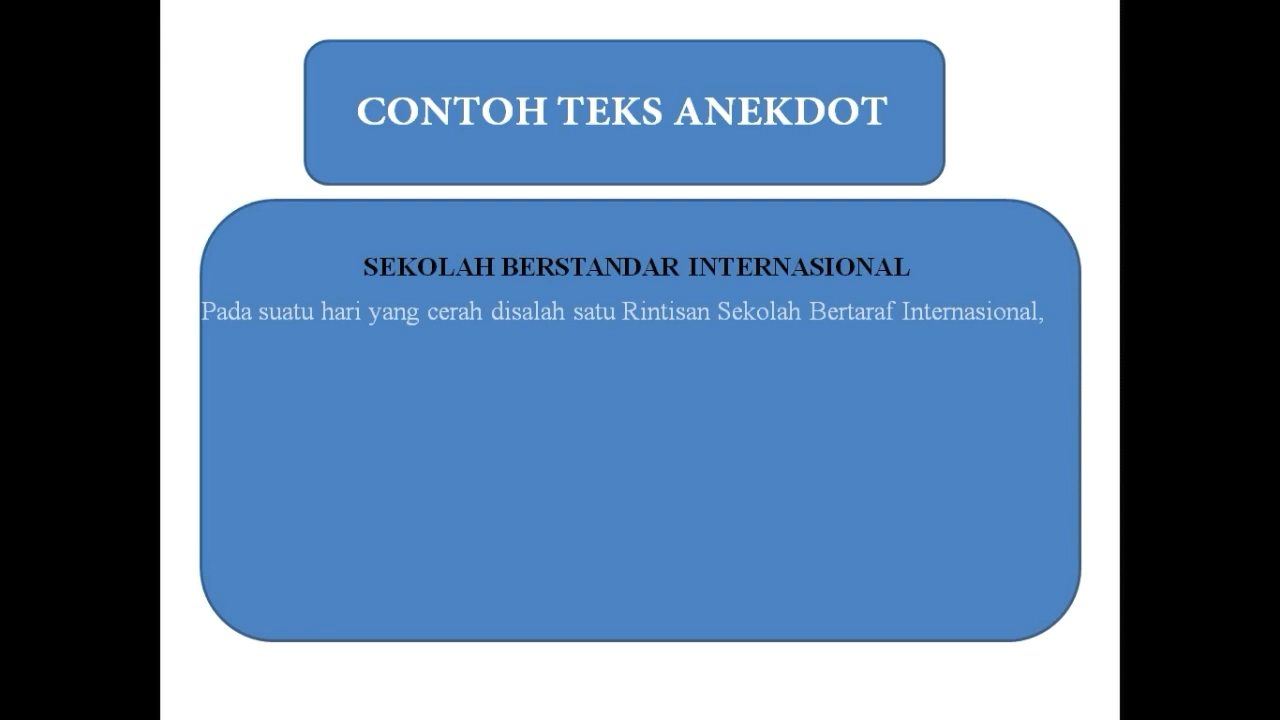 CONTOH TEKS ANEKDOT
SEKOLAH BERSTANDAR INTERNASIONAL
Pada suatu hari yang cerah disalah satu Rintisan Sekolah Bertaraf Internasional,